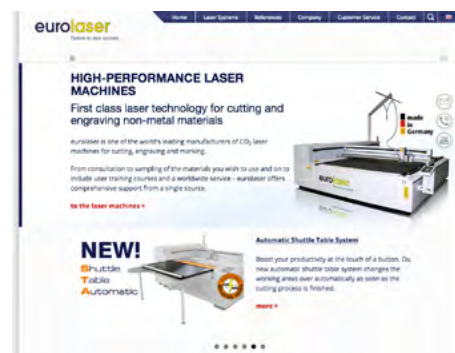 Home Laser Systems References Company Customer Service Contact
eurolaser
HIGH-PERFORMANCE LASER
MACHINES
First class laser technology for cutting and
engraving non-metal materials
made
in
Germany
eurolaser is one of the world's leading manufacturers of CO₂ laser
machines for cutting, engraving and marking.
From consultation to sampling of the materials you wish to use and on to
include user training courses and a worldwide service - eurolaser offers
comprehensive support from a single source.
to the laser machines »
eurolaser
NEW!
Shuttle
Table
Automatic
Automatic Shuttle Table System
Boost your productivity at the touch of a button. Our
new automatic shuttle table system changes the
working areas over automatically as soon as the
cutting process is finished.
more »